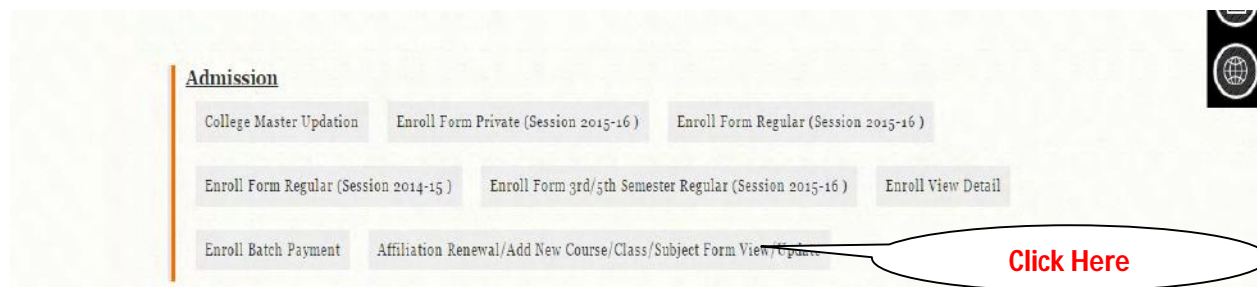 Admission
College Master Updation Enroll Form Private (Session 2015-16 ) Enroll Form Regular (Session 2015-16 )
Enroll Form Regular (Session 2014-15 ) Enroll Form 3rd/5th Semester Regular (Session 2015-16 ) Enroll View Detail
Enroll Batch Payment Affiliation Renewal/Add New Course/Class/Subject Form View/Update
Click Here